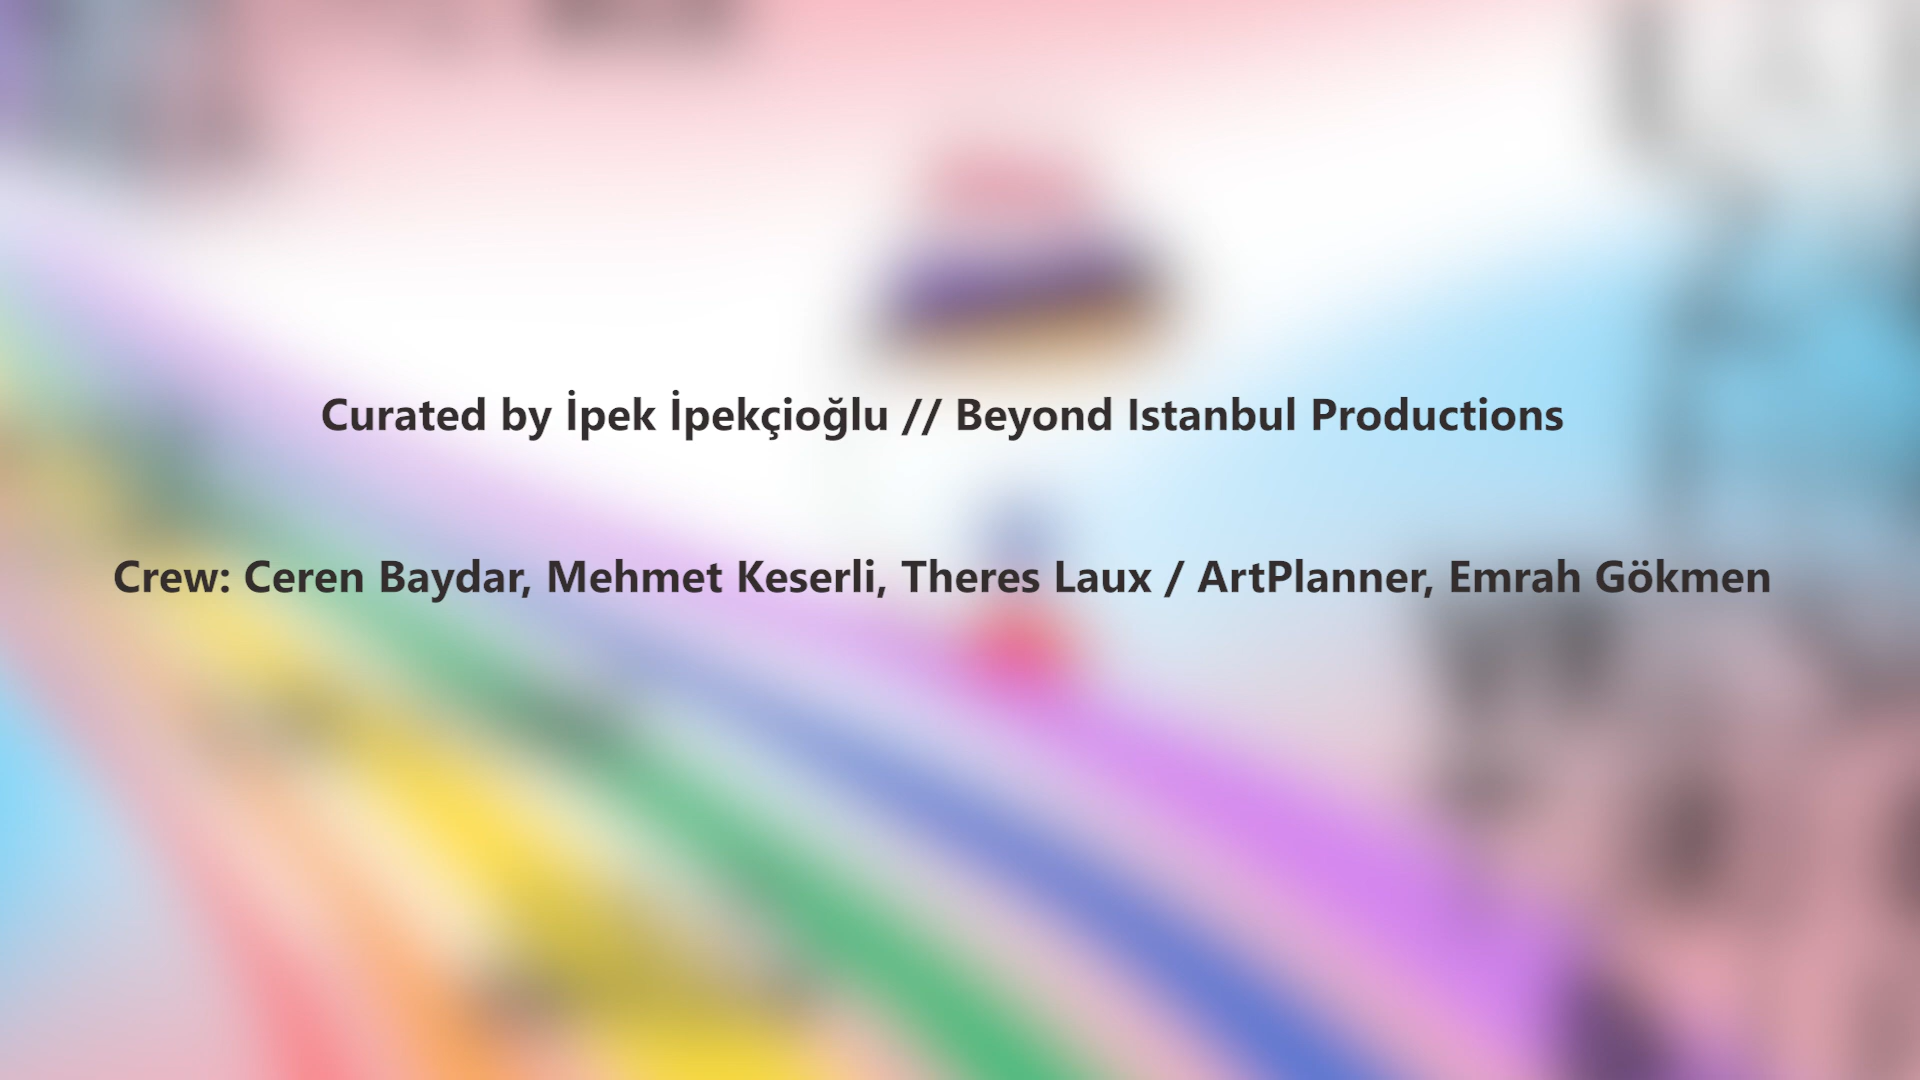 Curated by İpek İpekçioğlu // Beyond Istanbul Productions
Crew: Ceren Baydar, Mehmet Keserli, Theres Laux / ArtPlanner, Emrah Gökmen